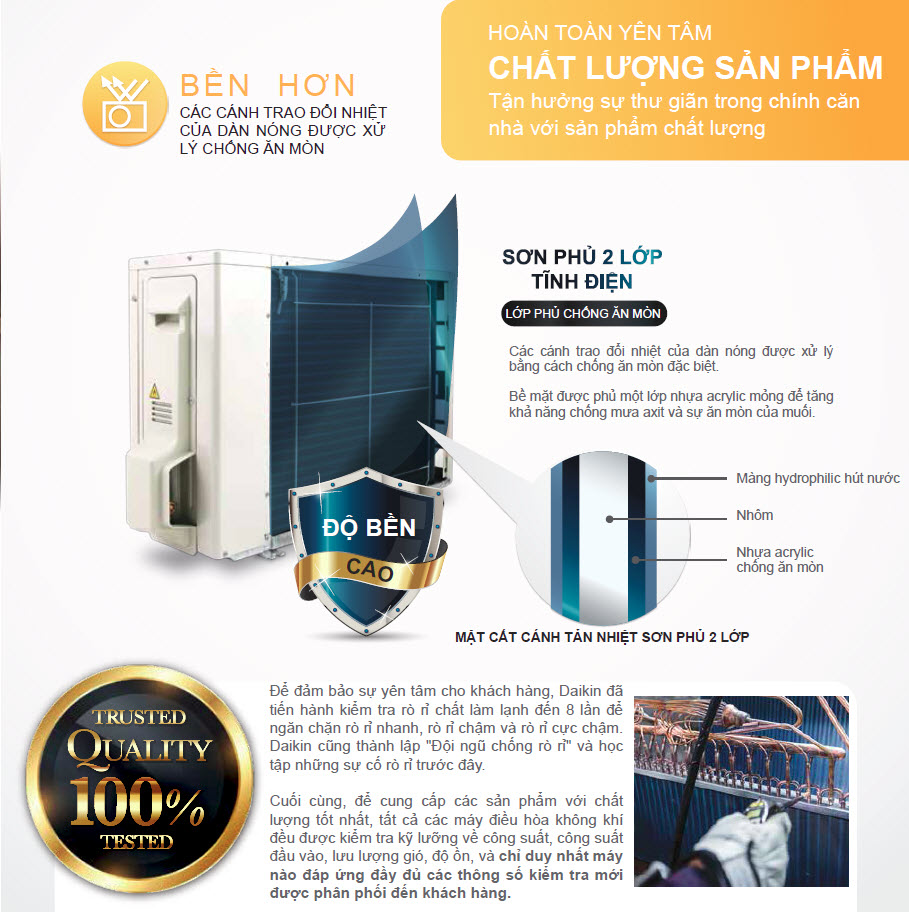 HOÀN TOÀN YÊN TÂM
CHẤT LƯỢNG SẢN PHẨM
Tận hưởng sự thư giãn trong chính căn
nhà với sản phẩm chất lượng
BỀN HƠN
CÁC CÁNH TRAO ĐỔI NHIỆT
CỦA DÀN NÓNG ĐƯỢC XỬ
LÝ CHỐNG ĂN MÒN
SƠN PHỦ 2 LỚP
TĨNH ĐIỆN
LỚP PHỦ CHỐNG ĂN MÒN
Các cánh trao đổi nhiệt của dàn nóng được xử lý
bằng cách chống ăn mòn đặc biệt.
Bề mặt được phủ một lớp nhựa acrylic mỏng để tăng
khả năng chống mưa axit và sự ăn mòn của muối.
Màng hydrophilic hút nước
Nhôm
Nhựa acrylic
chống ăn mòn
ĐỘ BỀN
CAO
MẶT CẮT CÁNH TẢN NHIỆT SƠN PHỦ 2 LỚP
TRUSTED
QUALITY
100%
TESTED
Để đảm bảo sự yên tâm cho khách hàng, Daikin đã
tiến hành kiểm tra rò rỉ chất làm lạnh đến 8 lần để
ngăn chặn rò rỉ nhanh, rò rỉ chậm và rò rỉ cực chậm.
Daikin cũng thành lập "Đội ngũ chống rò rỉ" và học
tập những sự cố rò rỉ trước đây.
Cuối cùng, để cung cấp các sản phẩm với chất
lượng tốt nhất, tất cả các máy điều hòa không khí
đều được kiểm tra kỹ lưỡng về công suất, công suất
đầu vào, lưu lượng gió, độ ồn, và chỉ duy nhất máy
nào đáp ứng đầy đủ các thông số kiểm tra mới
được phân phối đến khách hàng.